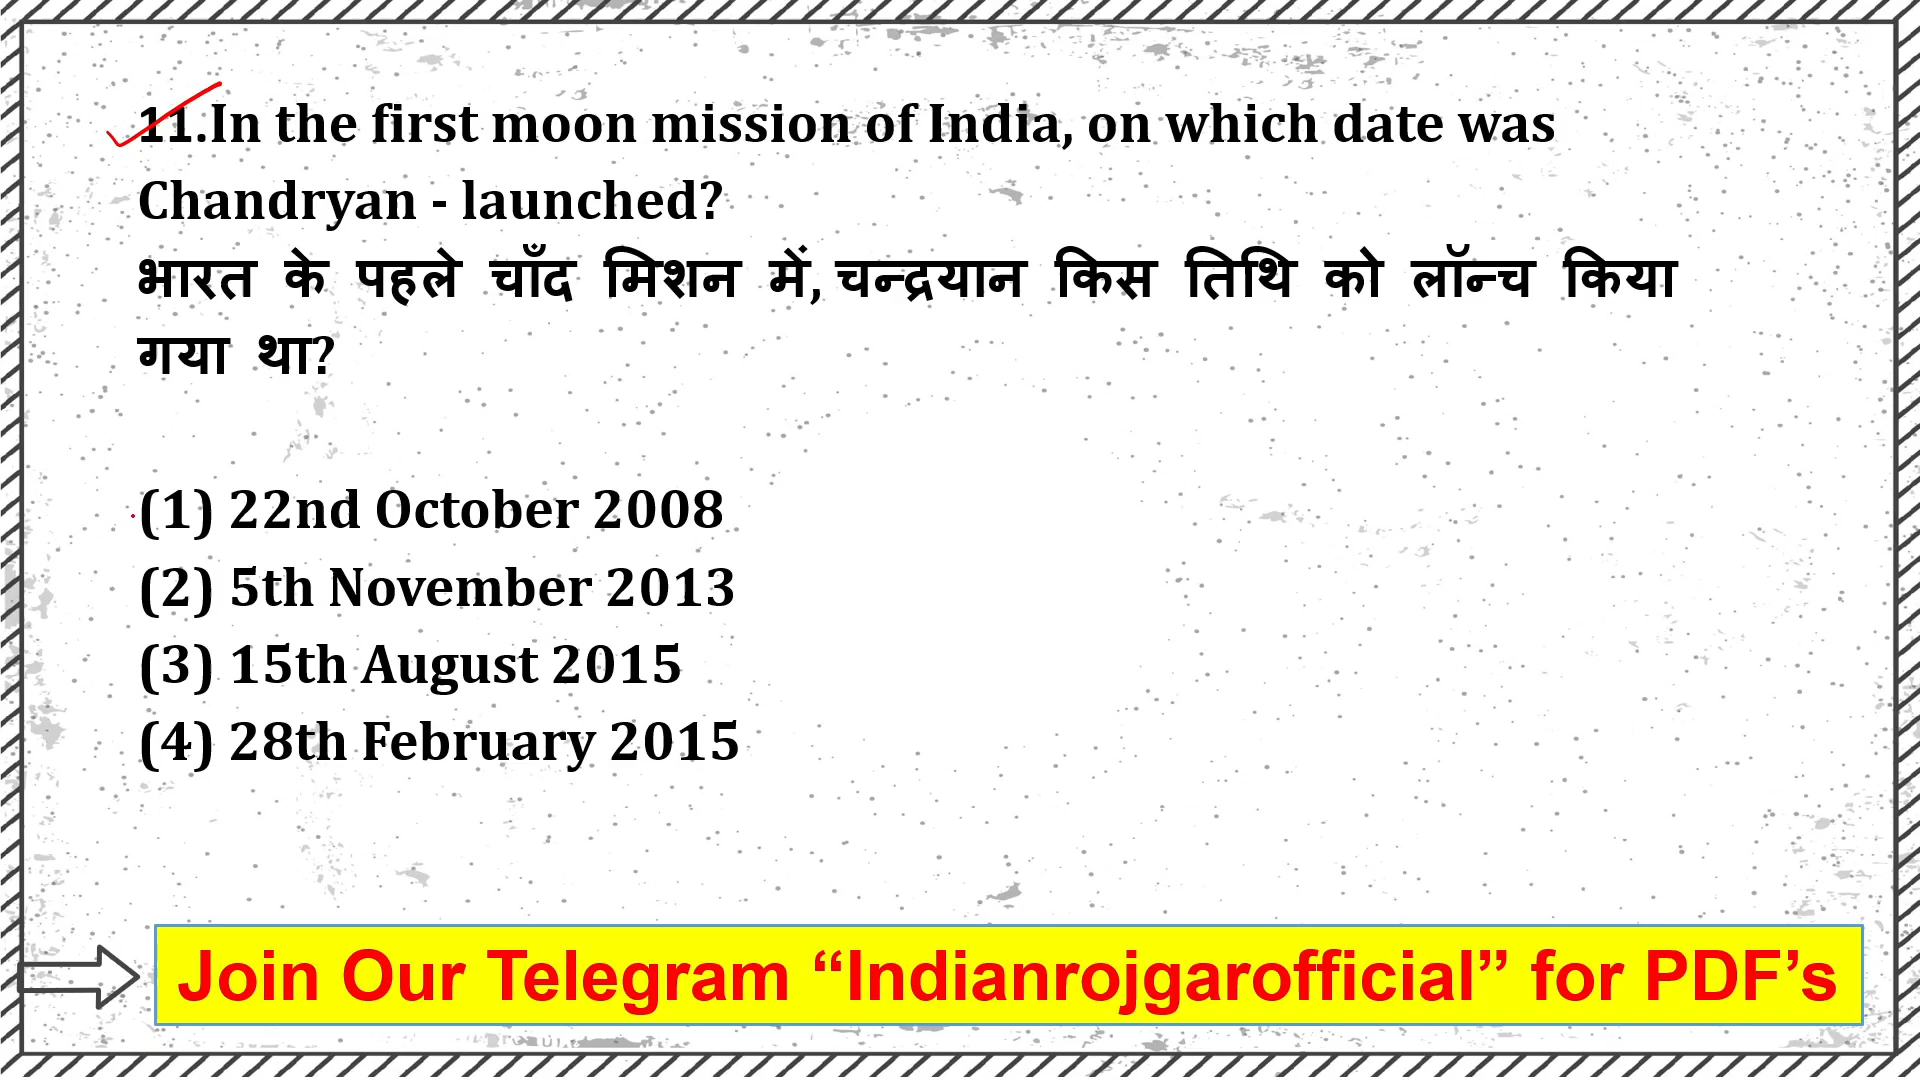 11.In the first moon mission of India, on which date was
Chandryan - launched?
भारत के पहले चाँद मिशन में, चन्द्रयान किस तिथि को लॉन्च किया
गया था?
(1) 22nd October 2008
(2) 5th November 2013
(3) 15th August 2015
(4) 28th February 2015
Join Our Telegram “Indianrojgarofficial” for PDF’s